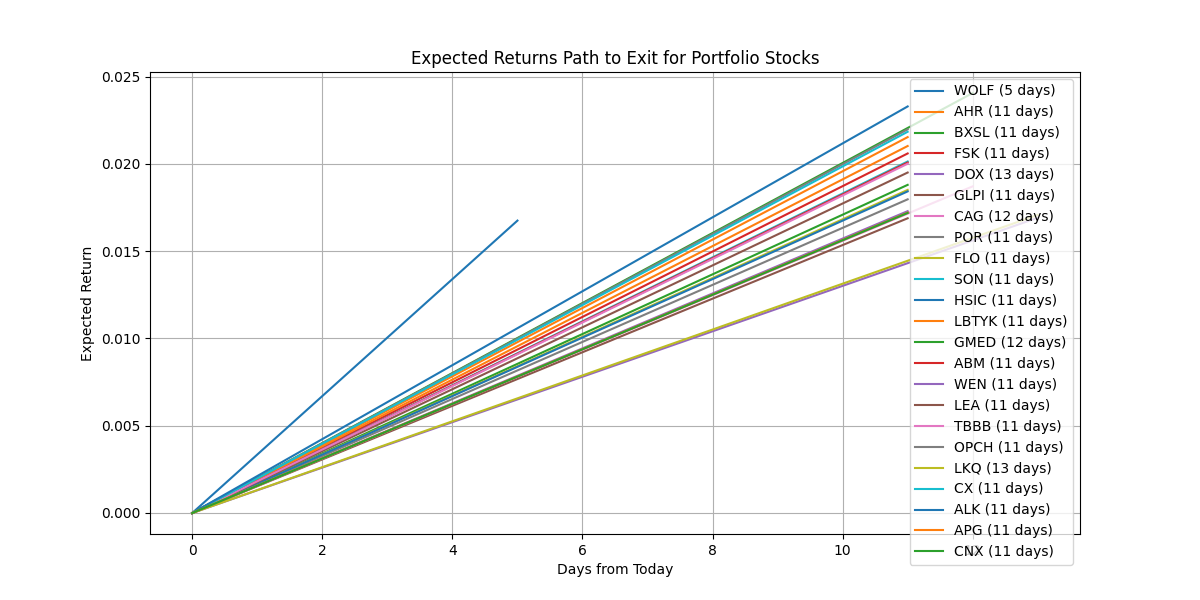 Expected Returns Path to Exit for Portfolio Stocks
Expected Return
0.025
0.020
0.015
0.010
0.005
0.000
0 2 4 6 8 10
Days from Today
WOLF (5 days)
AHR (11 days)
BXSL (11 days)
FSK (11 days)
DOX (13 days)
GLPI (11 days)
CAG (12 days)
POR (11 days)
FLO (11 days)
SON (11 days)
HSIC (11 days)
LBTYK (11 days)
GMED (12 days)
ABM (11 days)
WEN (11 days)
LEA (11 days)
TBBB (11 days)
OPCH (11 days)
LKQ (13 days)
CX (11 days)
ALK (11 days)
APG (11 days)
CNX (11 days)